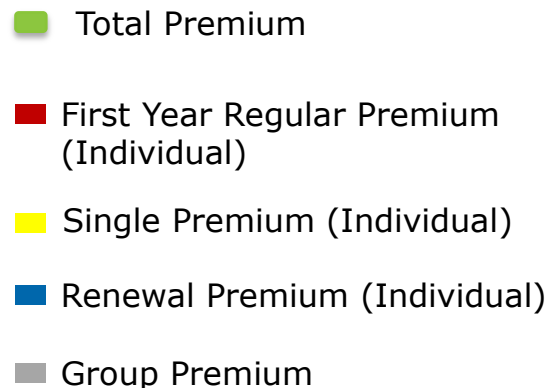 Total Premium
First Year Regular Premium
(Individual)
Single Premium (Individual)
Renewal Premium (Individual)
Group Premium